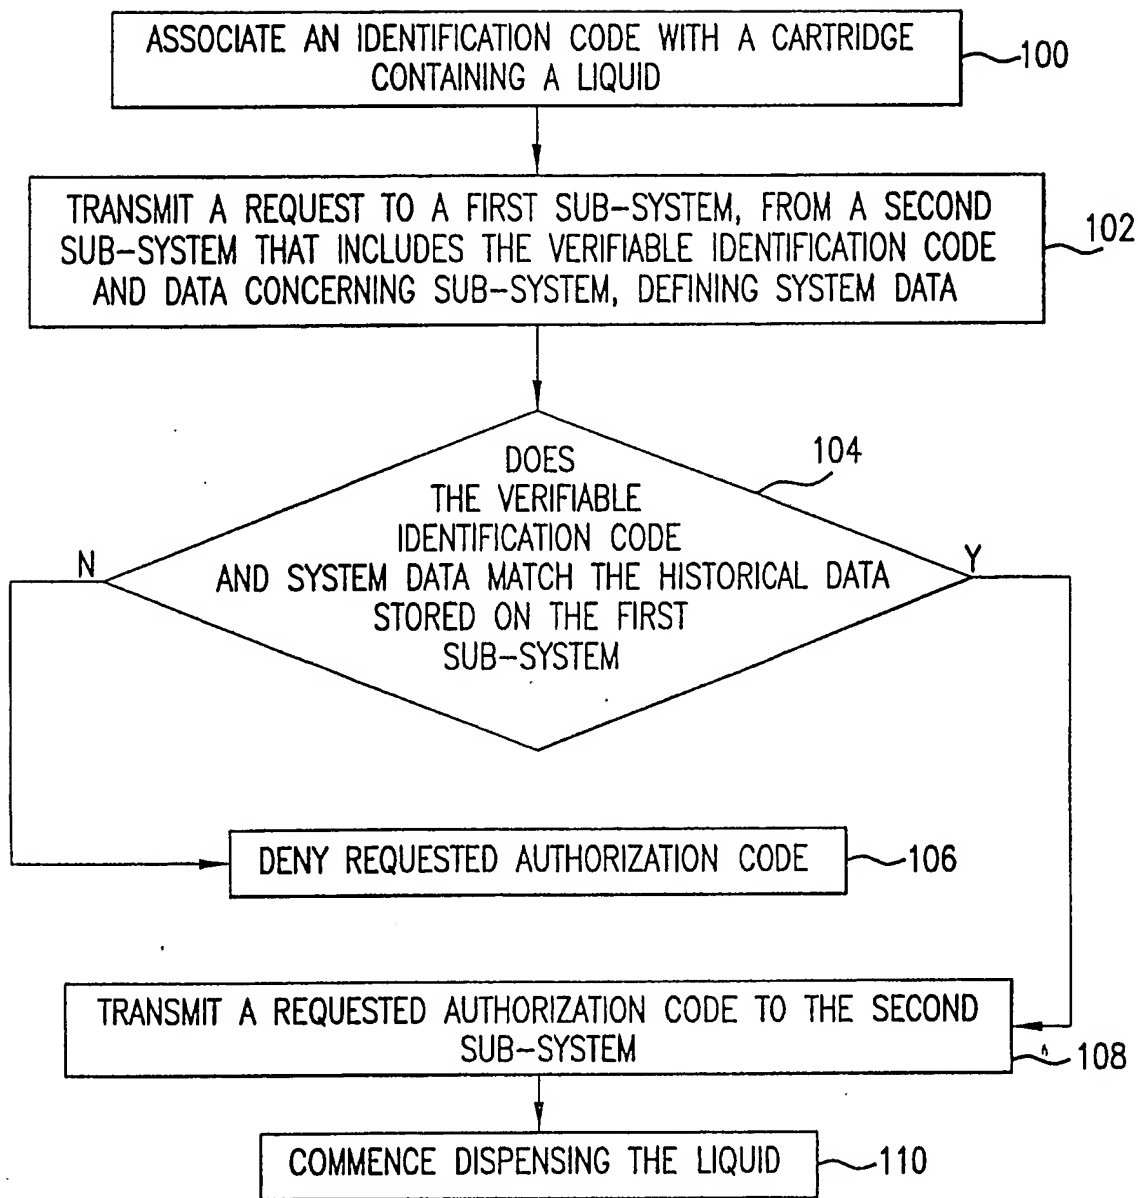 ASSOCIATE AN IDENTIFICATION CODE WITH A CARTRIDGE
CONTAINING A LIQUID
100
TRANSMIT A REQUEST TO A FIRST SUB-SYSTEM, FROM A SECOND
SUB-SYSTEM THAT INCLUDES THE VERIFIABLE IDENTIFICATION CODE
AND DATA CONCERNING SUB-SYSTEM, DEFINING SYSTEM DATA
102
DOES
THE VERIFIABLE
IDENTIFICATION CODE
AND SYSTEM DATA MATCH THE HISTORICAL DATA
STORED ON THE FIRST
SUB-SYSTEM
104
N
Y
DENY REQUESTED AUTHORIZATION CODE
106
TRANSMIT A REQUESTED AUTHORIZATION CODE TO THE SECOND
SUB-SYSTEM
108
COMMENCE DISPENSING THE LIQUID
110